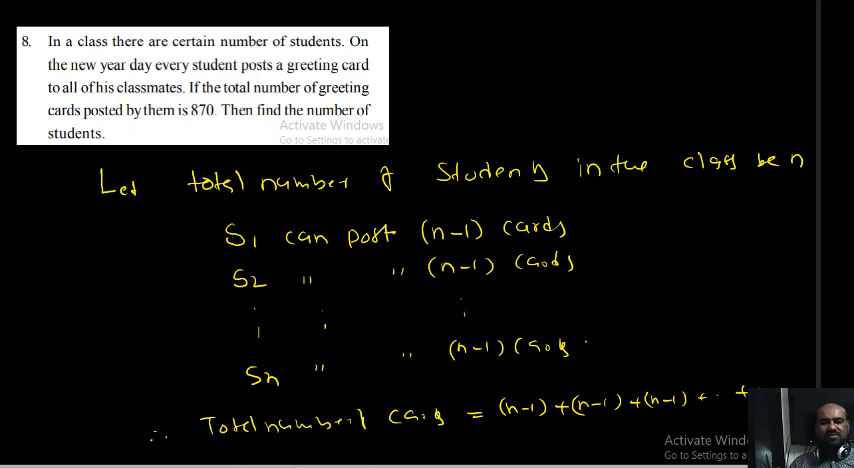 8. In a class there are certain number of students. On
the new year day every student posts a greeting card
to all of his classmates. If the total number of greeting
cards posted by them is 870. Then find the number of
students.
Activate Windows
Go to Settings to activate
Let total number of Students in the class be n
S1 can post (n-1) cards
S2 " " (n-1) cards
Sn " " (n-1) cards
∴ Total number of cards = (n-1) + (n-1) + (n-1) + .. +
Activate Wind
Go to Settings to a